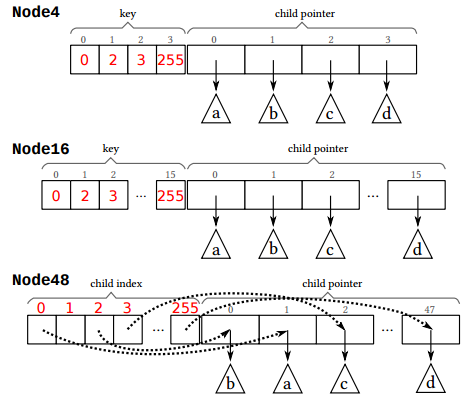 Node4
key child pointer
0 1 2 3 0 1 2 3
0 2 3 255
a b c d
Node16
key child pointer
0 1 2 15 0 1 2 15
0 2 3 ... 255 ...
a b c d
Node48
child index child pointer
0 1 2 3 255 0 1 2 47
... ...
b a c d